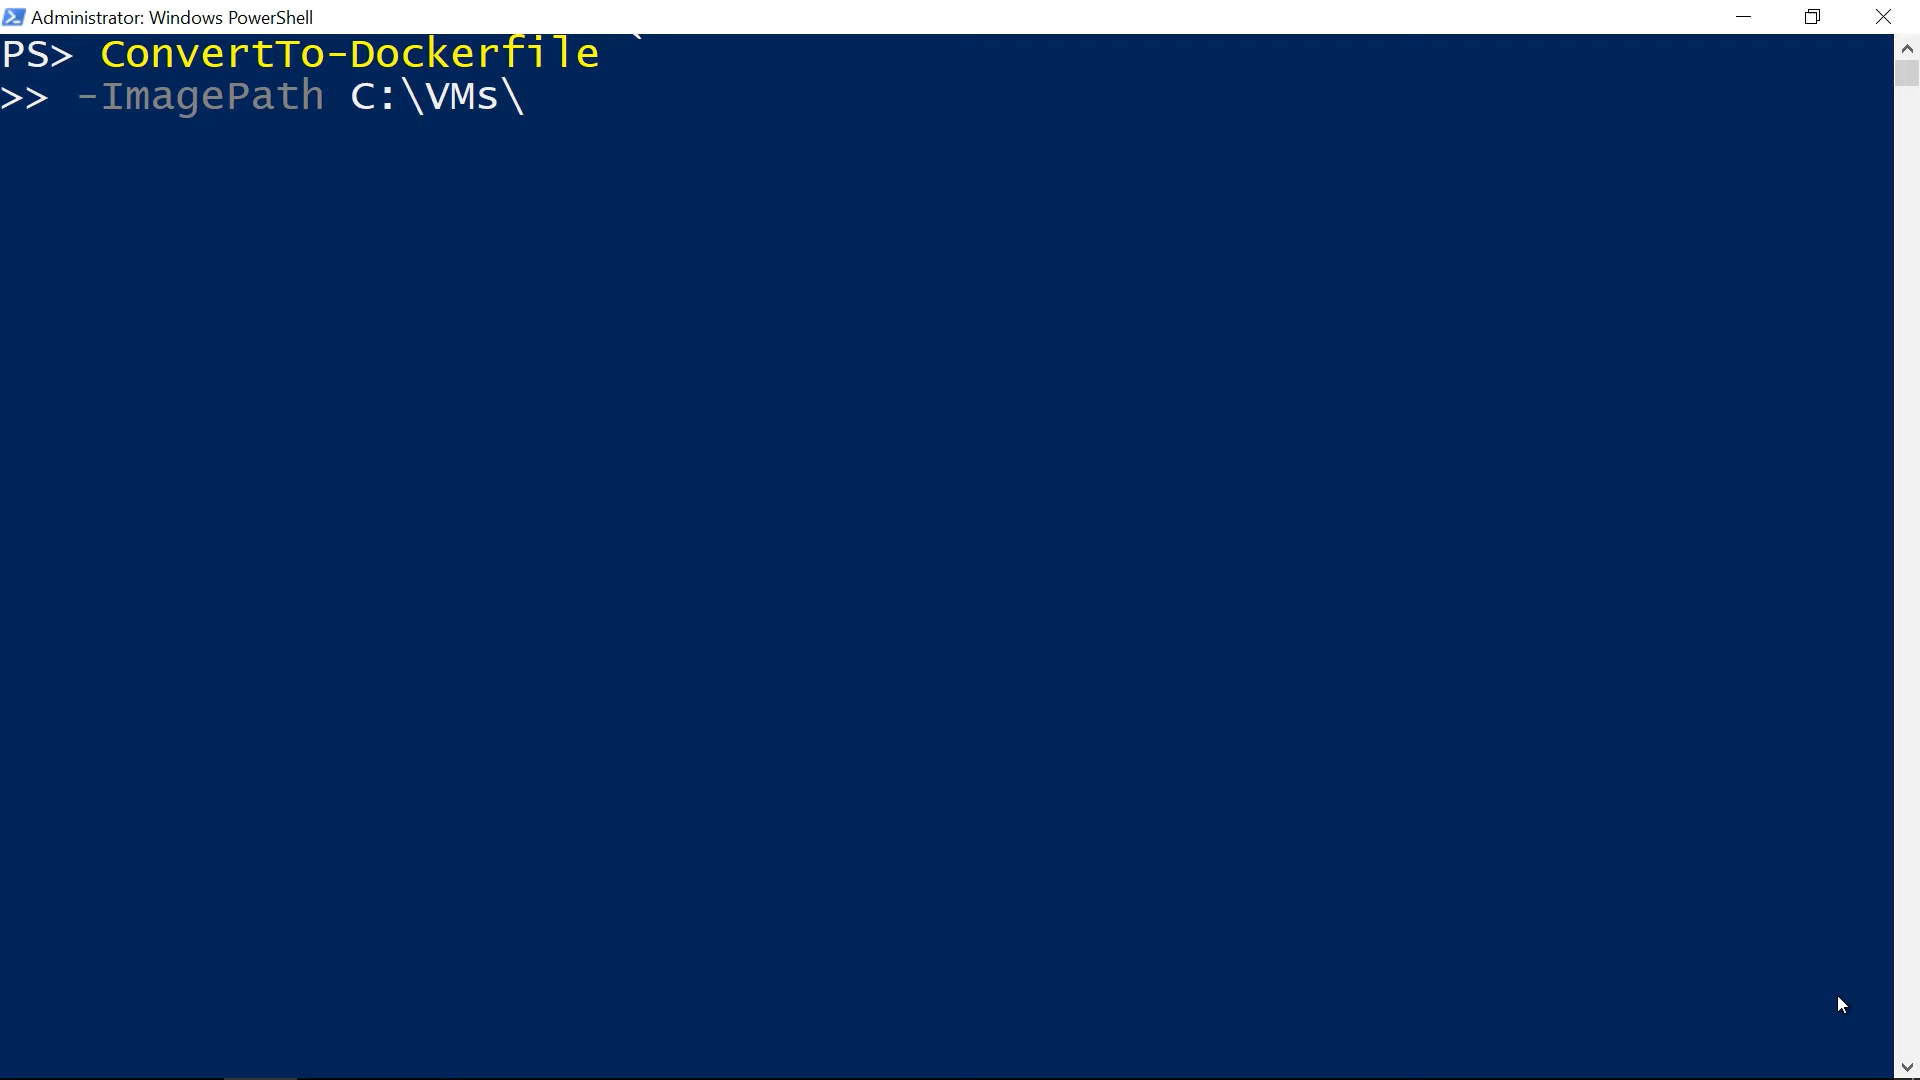 Administrator: Windows PowerShell
PS> ConvertTo-Dockerfile `
>> -ImagePath C:\VMs\